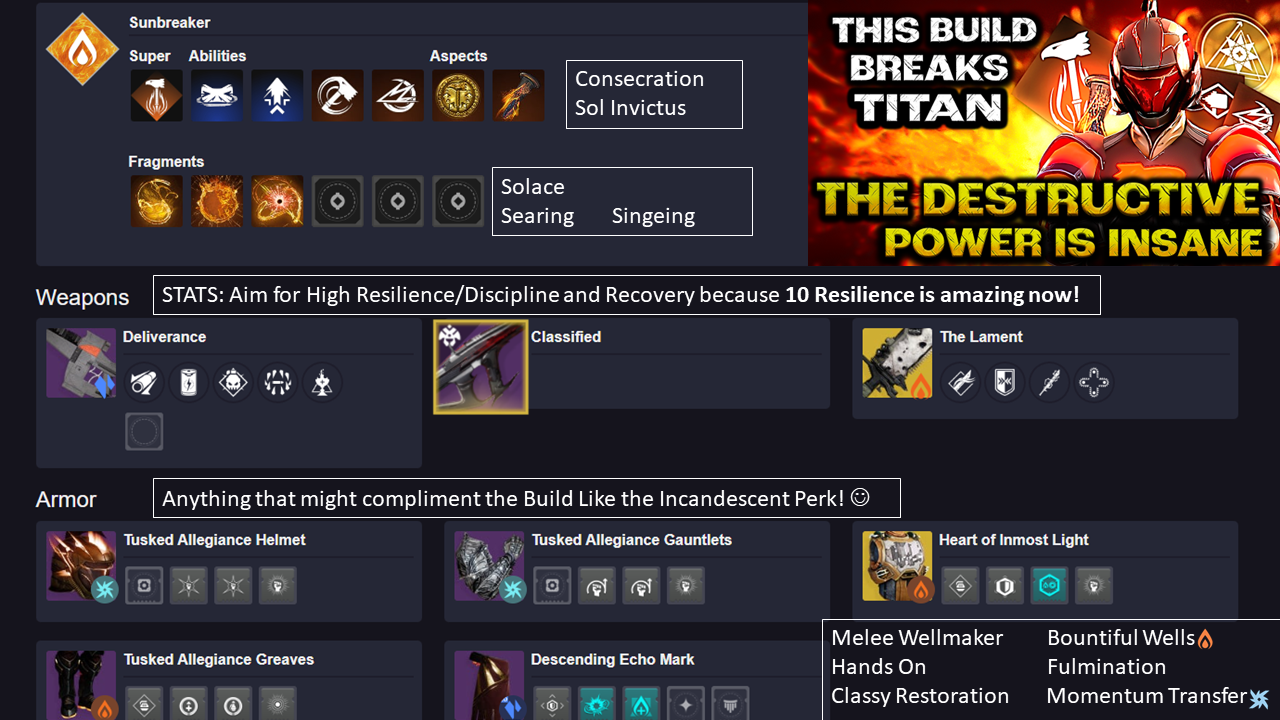 Sunbreaker
Super Abilities Aspects
Consecration
Sol Invictus
Fragments
Solace
Searing Singeing
THIS BUILD
BREAKS
TITAN
THE DESTRUCTIVE
POWER IS INSANE
Weapons
STATS: Aim for High Resilience/Discipline and Recovery because 10 Resilience is amazing now!
Deliverance
Classified
The Lament
Armor
Anything that might compliment the Build Like the Incandescent Perk! ☺
Tusked Allegiance Helmet
Tusked Allegiance Gauntlets
Heart of Inmost Light
Tusked Allegiance Greaves
Descending Echo Mark
Melee Wellmaker Bountiful Wells
Hands On Fulmination
Classy Restoration Momentum Transfer